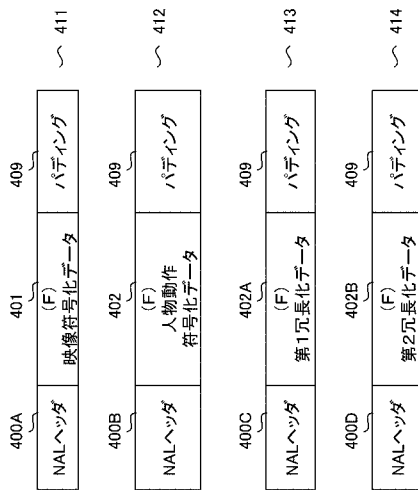 400A 401 409
NALヘッダ
(F)
映像符号化データ
パディング
411
400B 402 409
NALヘッダ
(F)
人物動作
符号化データ
パディング
412
400C 402A 409
NALヘッダ
(F)
第1冗長化データ
パディング
413
400D 402B 409
NALヘッダ
(F)
第2冗長化データ
パディング
414